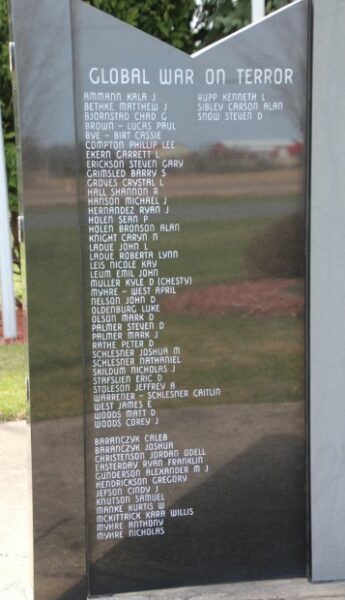 GLOBAL WAR ON TERROR
AMMANN KALA J
BETHKE MATTHEW J
BJORNSTAD CHAD G
BROWN - LUCAS PAUL
BYE - BIRT CASSIE
COMPTON PHILLIP LEE
EKERN GARRETT L
ERICKSON STEVEN GARY
GRIMSLED BARRY S
GROVES CRYSTAL L
HALL SHANNON R
HANSON MICHAEL J
HERNANDEZ RYAN J
HOLEN SEAN P
HOLEN BRONSON ALAN
KNIGHT CARYN N
LADUE JOHN L
LADUE ROBERTA LYNN
LEIS NICOLE KAY
LEUM EMIL JOHN
MULLER KYLE D (CHESTY)
MYHRE - WEST APRIL
NELSON JOHN D
OLDENBURG LUKE
OLSON MARK D
PALMER STEVEN D
PALMER MARK J
RATHE PETER D
SCHLESNER JOSHUA M
SCHLESNER NATHANIEL
SKILDUM NICHOLAS J
STAFSLIEN ERIC D
STOLESON JEFFREY A
WARRENER - SCHLESNER CAITLIN
WEST JAMES E
WOODS MATT D
WOODS COREY J
BARANCZYK CALEB
BARANCZYK JOSHUA
CHRISTENSON JORDAN ODELL
EASTERDAY RYAN FRANKLIN
GUNDERSON ALEXANDER M J
HENDRICKSON GREGORY
JEFSON CINDY J
KNUTSON SAMUEL
MANKE KURTIS W
MCKITTRICK KARA WILLIS
MYHRE ANTHONY
MYHRE NICHOLAS
RUPP KENNETH L
SIBLEY CARSON ALAN
SNOW STEVEN D